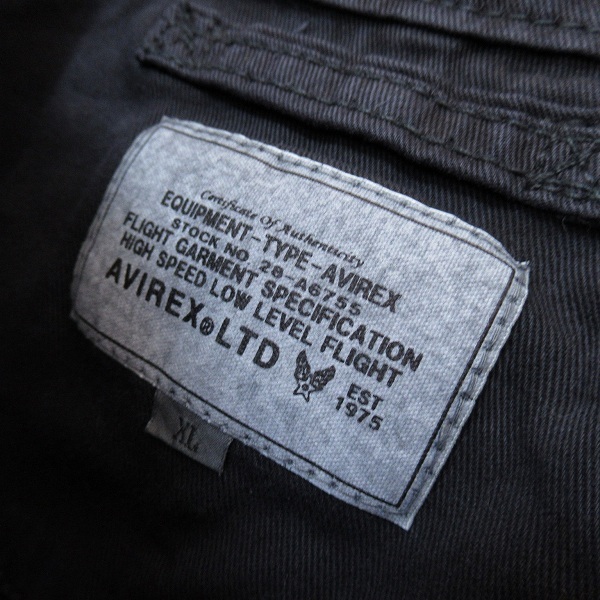 Certificate Of Authenticity
EQUIPMENT-TYPE-AVIREX
STOCK NO 28-A6755
FLIGHT GARMENT SPECIFICATION
HIGH SPEED LOW LEVEL FLIGHT
AVIREX® LTD
EST
1975
XL